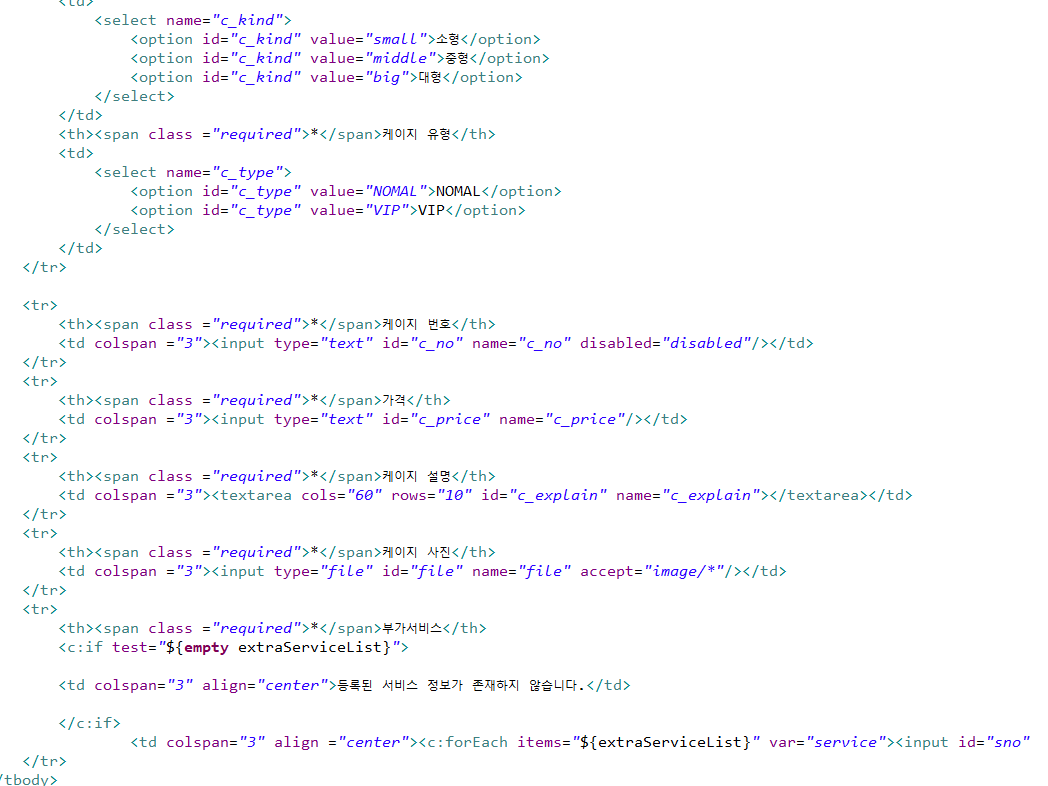 <td>
<select name="c_kind">
<option id="c_kind" value="small">소형</option>
<option id="c_kind" value="middle">중형</option>
<option id="c_kind" value="big">대형</option>
</select>
</td>
<th><span class ="required">*</span>케이지 유형</th>
<td>
<select name="c_type">
<option id="c_type" value="NOMAL">NOMAL</option>
<option id="c_type" value="VIP">VIP</option>
</select>
</td>
</tr>
<tr>
<th><span class ="required">*</span>케이지 번호</th>
<td colspan ="3"><input type="text" id="c_no" name="c_no" disabled="disabled"/></td>
</tr>
<tr>
<th><span class ="required">*</span>가격</th>
<td colspan ="3"><input type="text" id="c_price" name="c_price"/></td>
</tr>
<tr>
<th><span class ="required">*</span>케이지 설명</th>
<td colspan ="3"><textarea cols="60" rows="10" id="c_explain" name="c_explain"></textarea></td>
</tr>
<tr>
<th><span class ="required">*</span>케이지 사진</th>
<td colspan ="3"><input type="file" id="file" name="file" accept="image/*"/></td>
</tr>
<tr>
<th><span class ="required">*</span>부가서비스</th>
<c:if test="${empty extraServiceList}">
<td colspan="3" align="center">등록된 서비스 정보가 존재하지 않습니다.</td>
</c:if>
<td colspan="3" align ="center"><c:forEach items="${extraServiceList}" var="service"><input id="sno"
</tr>
/tbody>